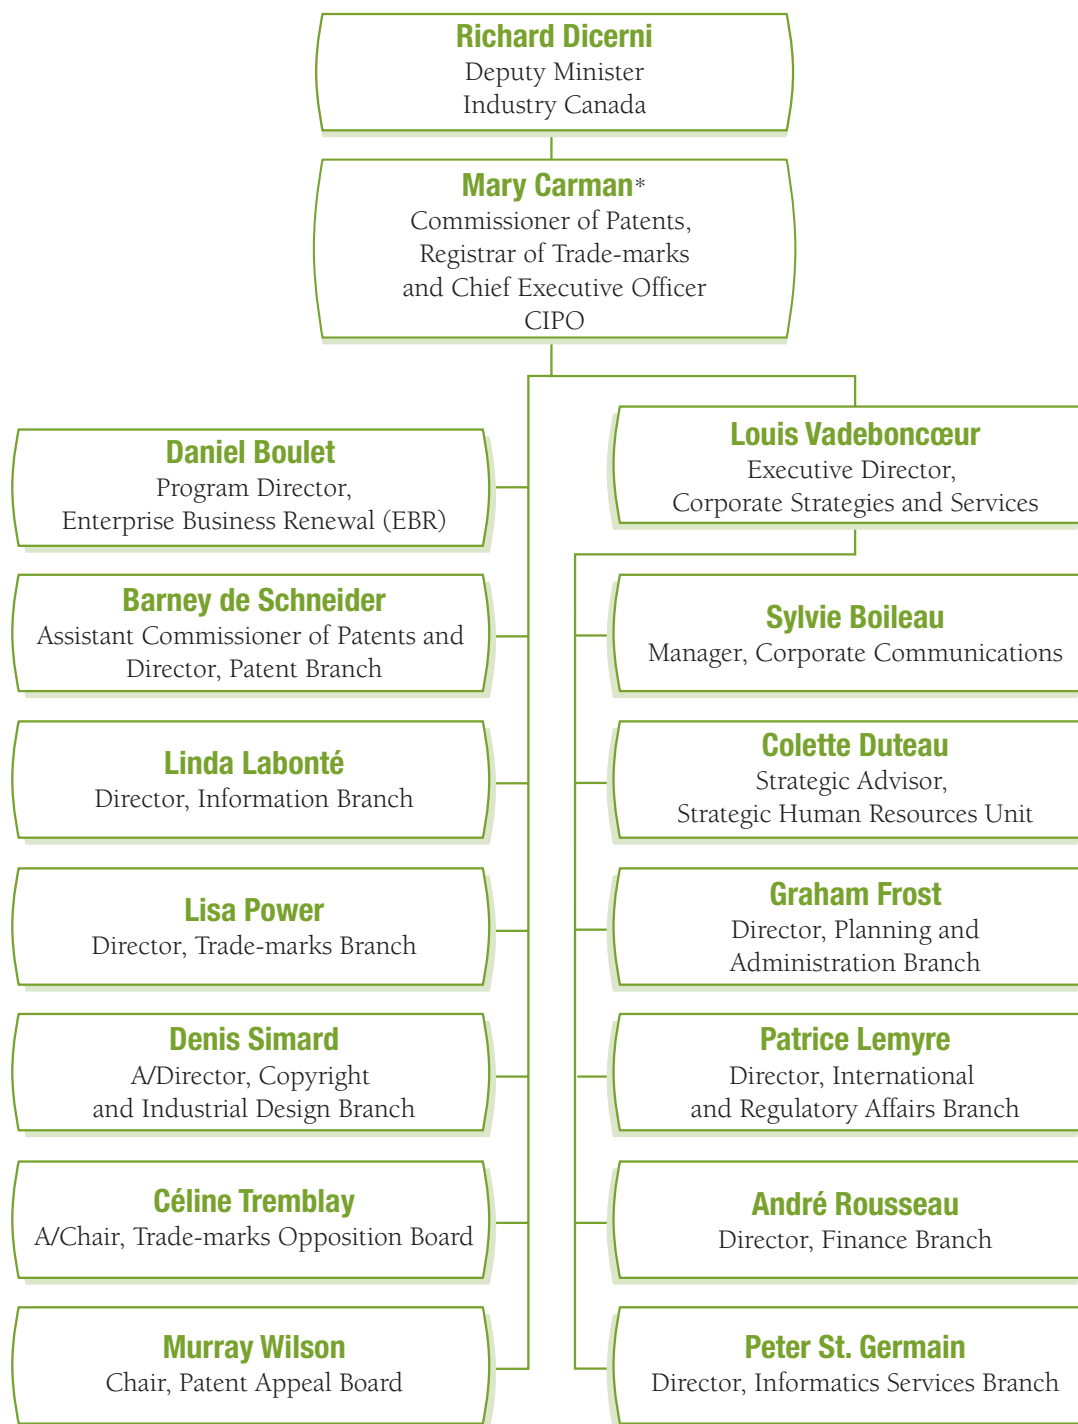 Richard Dicerni
Deputy Minister
Industry Canada
Mary Carman*
Commissioner of Patents,
Registrar of Trade-marks
and Chief Executive Officer
CIPO
Daniel Boulet
Program Director,
Enterprise Business Renewal (EBR)
Barney de Schneider
Assistant Commissioner of Patents and
Director, Patent Branch
Linda Labonté
Director, Information Branch
Lisa Power
Director, Trade-marks Branch
Denis Simard
A/Director, Copyright
and Industrial Design Branch
Céline Tremblay
A/Chair, Trade-marks Opposition Board
Murray Wilson
Chair, Patent Appeal Board
Louis Vadeboncœur
Executive Director,
Corporate Strategies and Services
Sylvie Boileau
Manager, Corporate Communications
Colette Duteau
Strategic Advisor,
Strategic Human Resources Unit
Graham Frost
Director, Planning and
Administration Branch
Patrice Lemyre
Director, International
and Regulatory Affairs Branch
André Rousseau
Director, Finance Branch
Peter St. Germain
Director, Informatics Services Branch